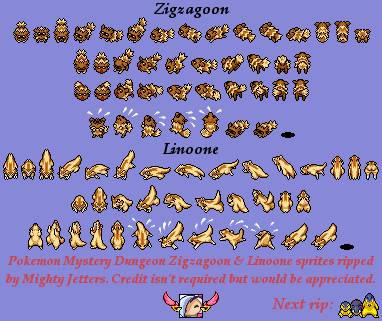 Zigzagoon
Linoone
Pokemon Mystery Dungeon Zigzagoon & Linoone sprites ripped
by Mighty Jetters. Credit isn't required but would be appreciated.
Next rip: